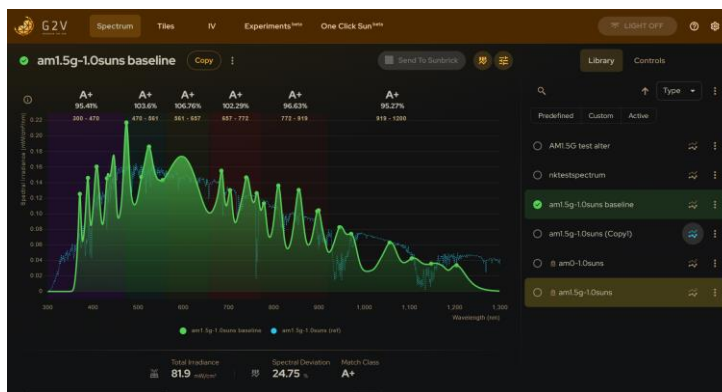 G2V
Spectrum Tiles IV Experiments beta One Click Sun beta
LIGHT OFF
am1.5g-1.0suns baseline Copy Send To Sunbrick
Library Controls
Type
Predefined Custom Active
A+ A+ A+ A+ A+ A+
95.41% 103.6% 106.76% 102.29% 96.63% 95.27%
300 - 470 470 - 561 561 - 657 657 - 772 772 - 919 919 - 1200
Spectral Irradiance
0.22
0.20
0.18
0.16
0.14
0.12
0.10
0.08
0.06
0.04
0.02
0
300 400 500 600 700 800 900 1,000 1,100 1,200 1,300
Wavelength (nm)
am1.5g-1.0suns baseline am1.5g-1.0suns (ref)
Total Irradiance
81.9 mW/cm²
Spectral Deviation
24.75 %
Match Class
A+
AM1.5G test alter
nktestspectrum
am1.5g-1.0suns baseline
am1.5g-1.0suns (Copy1)
am0-1.0suns
am1.5g-1.0suns